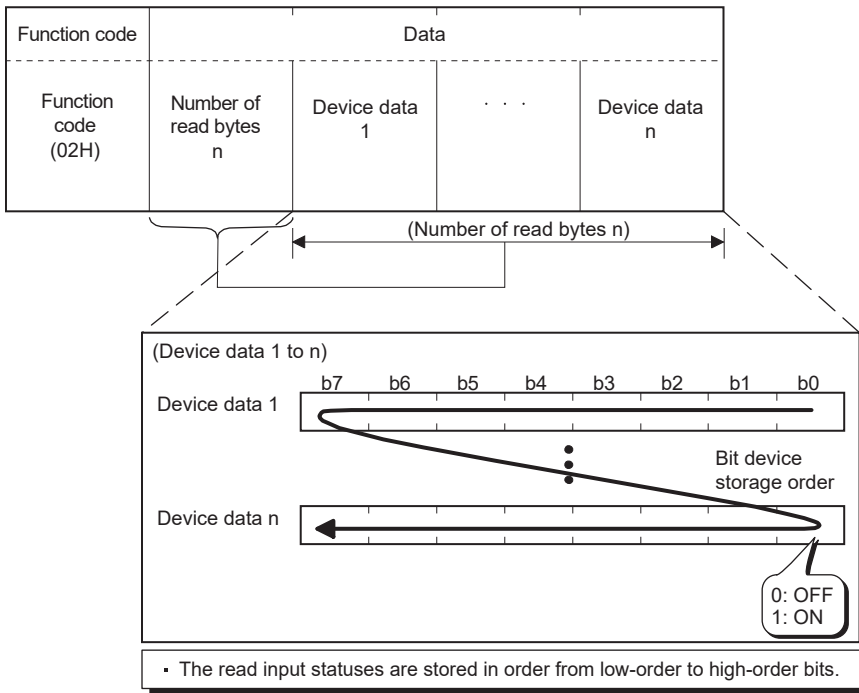 Function code Data
Function
code
(02H)
Number of
read bytes
n
Device data
1
· · ·
Device data
n
(Number of read bytes n)
(Device data 1 to n)
b7 b6 b5 b4 b3 b2 b1 b0
Device data 1
Bit device
storage order
Device data n
0: OFF
1: ON
· The read input statuses are stored in order from low-order to high-order bits.